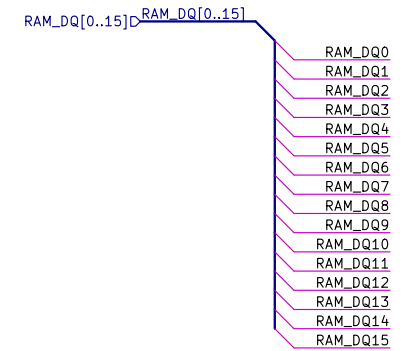 RAM_DQ[0..15] RAM_DQ[0..15]
RAM_DQ0
RAM_DQ1
RAM_DQ2
RAM_DQ3
RAM_DQ4
RAM_DQ5
RAM_DQ6
RAM_DQ7
RAM_DQ8
RAM_DQ9
RAM_DQ10
RAM_DQ11
RAM_DQ12
RAM_DQ13
RAM_DQ14
RAM_DQ15